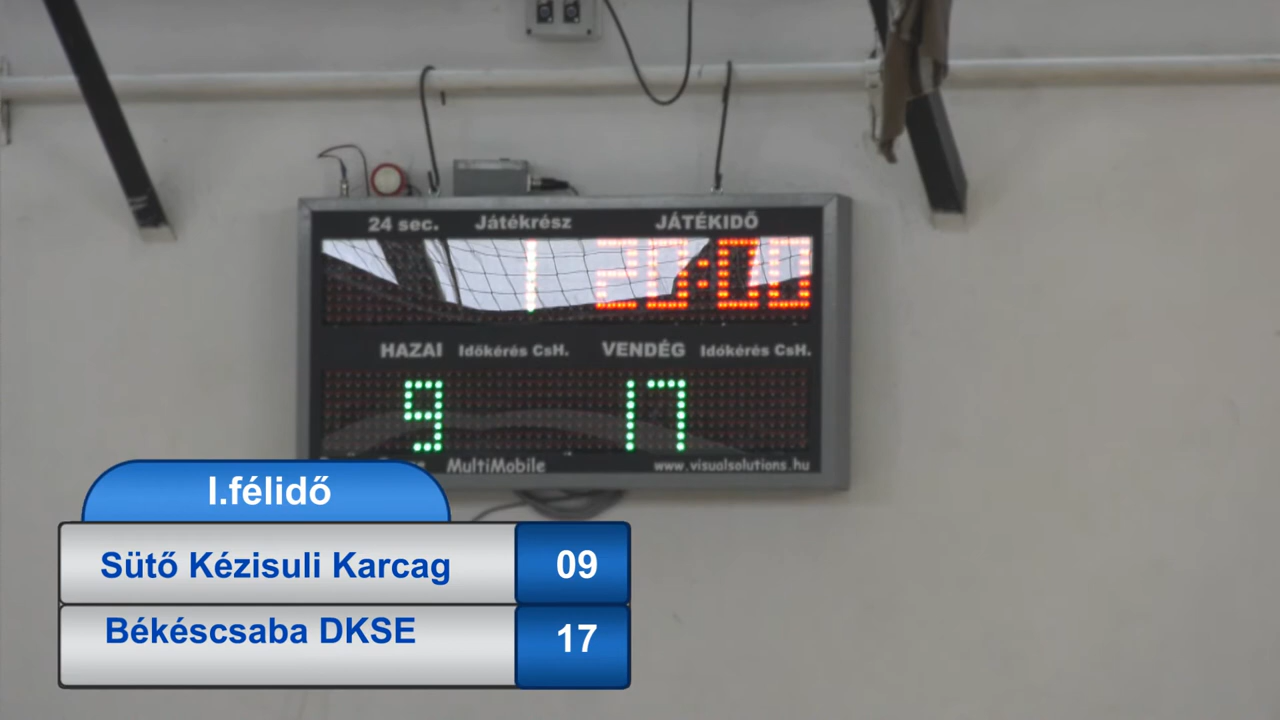 24 sec. Játékrész JÁTÉKIDŐ
1 20:00
HAZAI Időkérés CsH. VENDÉG Időkérés CsH.
9 17
MultiMobile www.visualsolutions.hu
I.félidő
Sütő Kézisuli Karcag 09
Békéscsaba DKSE 17